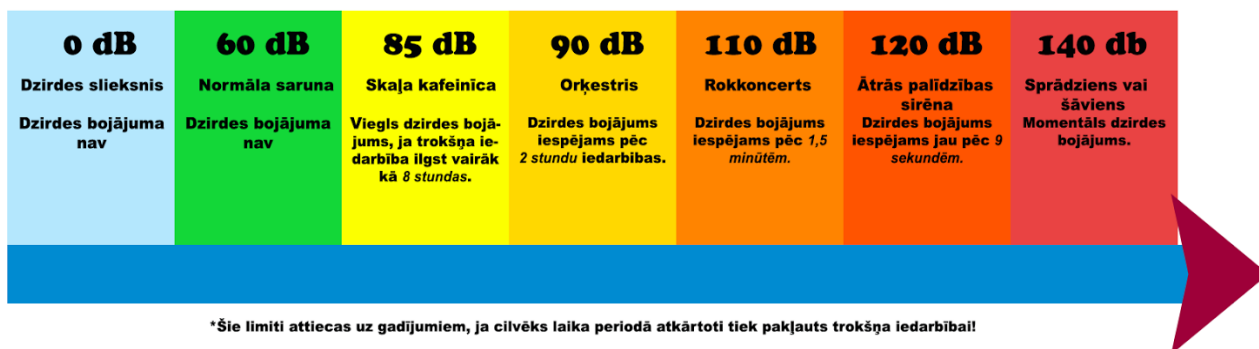 0 dB
Dzirdes slieksnis
Dzirdes bojājuma
nav
60 dB
Normāla saruna
Dzirdes bojājuma
nav
85 dB
Skaļa kafeinīca
Viegls dzirdes bojā-
jums, ja trokšņa ie-
darbība ilgst vairāk
kā 8 stundas.
90 dB
Orķestris
Dzirdes bojājums
iespējams pēc
2 stundu iedarbibas.
110 dB
Rokkoncerts
Dzirdes bojājums
iespējams pēc 1,5
minūtēm.
120 dB
Ātrās palīdzības
sirēna
Dzirdes bojājums
iespējams jau pēc 9
sekundēm.
140 db
Sprādziens vai
šāviens
Momentāls dzirdes
bojājums.
*Šie limiti attiecas uz gadījumiem, ja cilvēks laika periodā atkārtoti tiek pakļauts trokšņa iedarbībai!